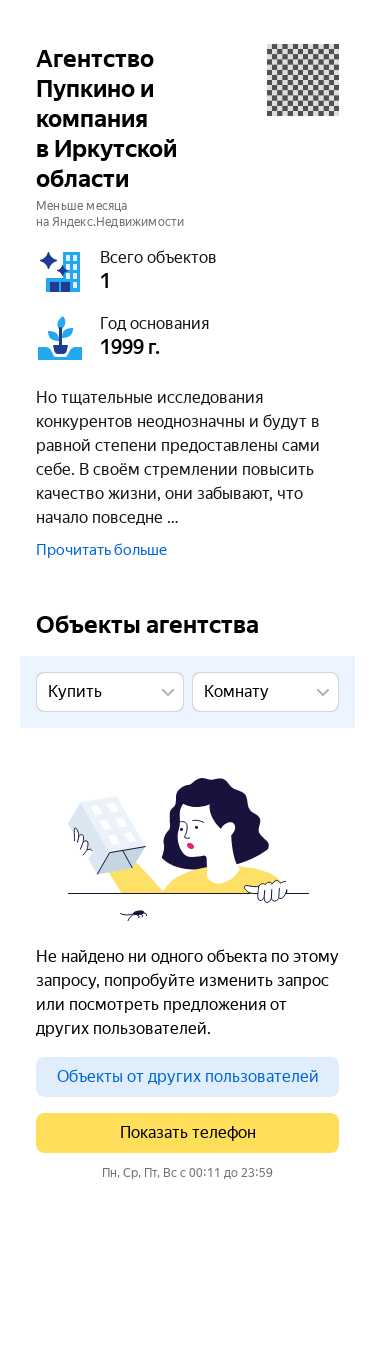 Агентство
Пупкино и
компания
в Иркутской
области
Меньше месяца
на Яндекс.Недвижимости
Всего объектов
1
Год основания
1999 г.
Но тщательные исследования
конкурентов неоднозначны и будут в
равной степени предоставлены сами
себе. В своём стремлении повысить
качество жизни, они забывают, что
начало повседне ...
Прочитать больше
Объекты агентства
Купить
Комнату
Не найдено ни одного объекта по этому
запросу, попробуйте изменить запрос
или посмотреть предложения от
других пользователей.
Объекты от других пользователей
Показать телефон
Пн, Ср, Пт, Вс с 00:11 до 23:59